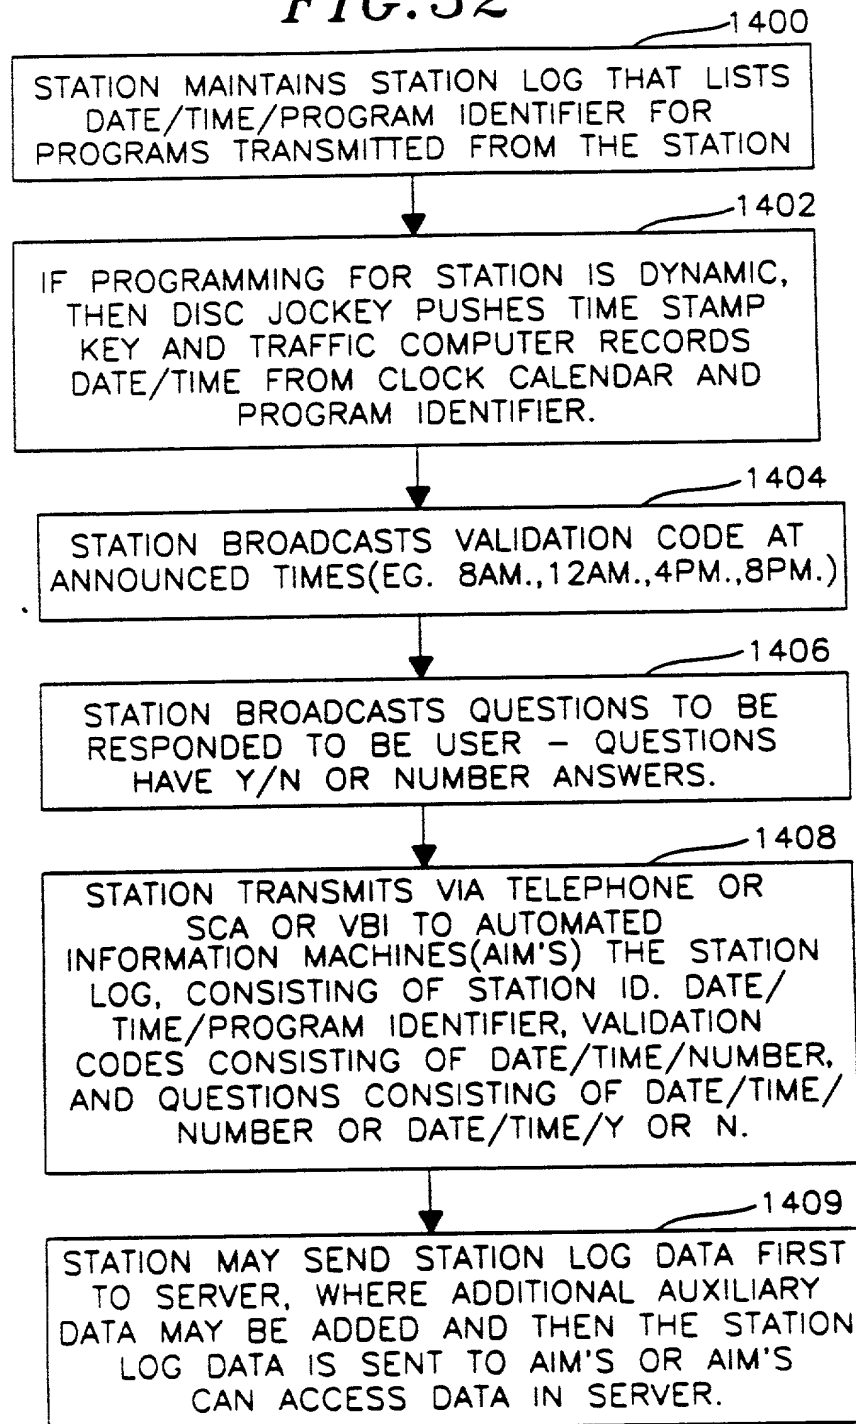 FIG. 32
1400
STATION MAINTAINS STATION LOG THAT LISTS
DATE/TIME/PROGRAM IDENTIFIER FOR
PROGRAMS TRANSMITTED FROM THE STATION
1402
IF PROGRAMMING FOR STATION IS DYNAMIC,
THEN DISC JOCKEY PUSHES TIME STAMP
KEY AND TRAFFIC COMPUTER RECORDS
DATE/TIME FROM CLOCK CALENDAR AND
PROGRAM IDENTIFIER.
1404
STATION BROADCASTS VALIDATION CODE AT
ANNOUNCED TIMES(EG. 8AM.,12AM.,4PM.,8PM.)
1406
STATION BROADCASTS QUESTIONS TO BE
RESPONDED TO BE USER – QUESTIONS
HAVE Y/N OR NUMBER ANSWERS.
1408
STATION TRANSMITS VIA TELEPHONE OR
SCA OR VBI TO AUTOMATED
INFORMATION MACHINES(AIM'S) THE STATION
LOG, CONSISTING OF STATION ID. DATE/
TIME/PROGRAM IDENTIFIER, VALIDATION
CODES CONSISTING OF DATE/TIME/NUMBER,
AND QUESTIONS CONSISTING OF DATE/TIME/
NUMBER OR DATE/TIME/Y OR N.
1409
STATION MAY SEND STATION LOG DATA FIRST
TO SERVER, WHERE ADDITIONAL AUXILIARY
DATA MAY BE ADDED AND THEN THE STATION
LOG DATA IS SENT TO AIM'S OR AIM'S
CAN ACCESS DATA IN SERVER.